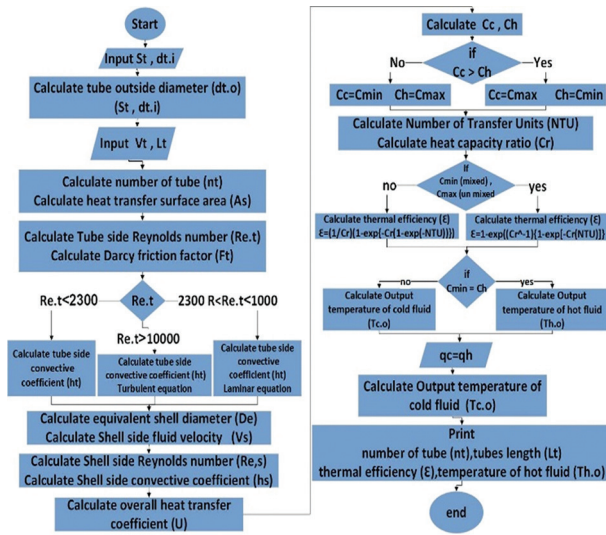 Start
Input St , dt.i
Calculate tube outside diameter (dt.o)
(St , dt.i)
Input Vt , Lt
Calculate number of tube (nt)
Calculate heat transfer surface area (As)
Calculate Tube side Reynolds number (Re.t)
Calculate Darcy friction factor (Ft)
Re.t<2300
Re.t
2300 R<Re.t<1000
Re.t>10000
Calculate tube side
convective
coefficient (ht)
Calculate tube side
convective coefficient (ht)
Turbulent equation
Calculate tube side
convective
coefficient (ht)
Laminar equation
Calculate equivalent shell diameter (De)
Calculate Shell side fluid velocity (Vs)
Calculate Shell side Reynolds number (Re,s)
Calculate Shell side convective coefficient (hs)
Calculate overall heat transfer
coefficient (U)
Calculate Cc , Ch
if
Cc > Ch
No
Yes
Cc=Cmin Ch=Cmax
Cc=Cmax Ch=Cmin
Calculate Number of Transfer Units (NTU)
Calculate heat capacity ratio (Cr)
If
Cmin (mixed) ,
Cmax (un mixed
no
yes
Calculate thermal efficiency (Ɛ)
Ɛ=(1/Cr)(1-exp{-Cr[1-exp(-NTU)]})
Calculate thermal efficiency (Ɛ)
Ɛ=1-exp((Cr^-1){1-exp[-Cr(NTU)]})
if
Cmin = Ch
no
yes
Calculate Output
temperature of cold fluid
(Tc.o)
Calculate Output
temperature of hot fluid
(Th.o)
qc=qh
Calculate Output temperature of
cold fluid (Tc.o)
Print
number of tube (nt),tubes length (Lt)
thermal efficiency (Ɛ),temperature of hot fluid (Th.o)
end